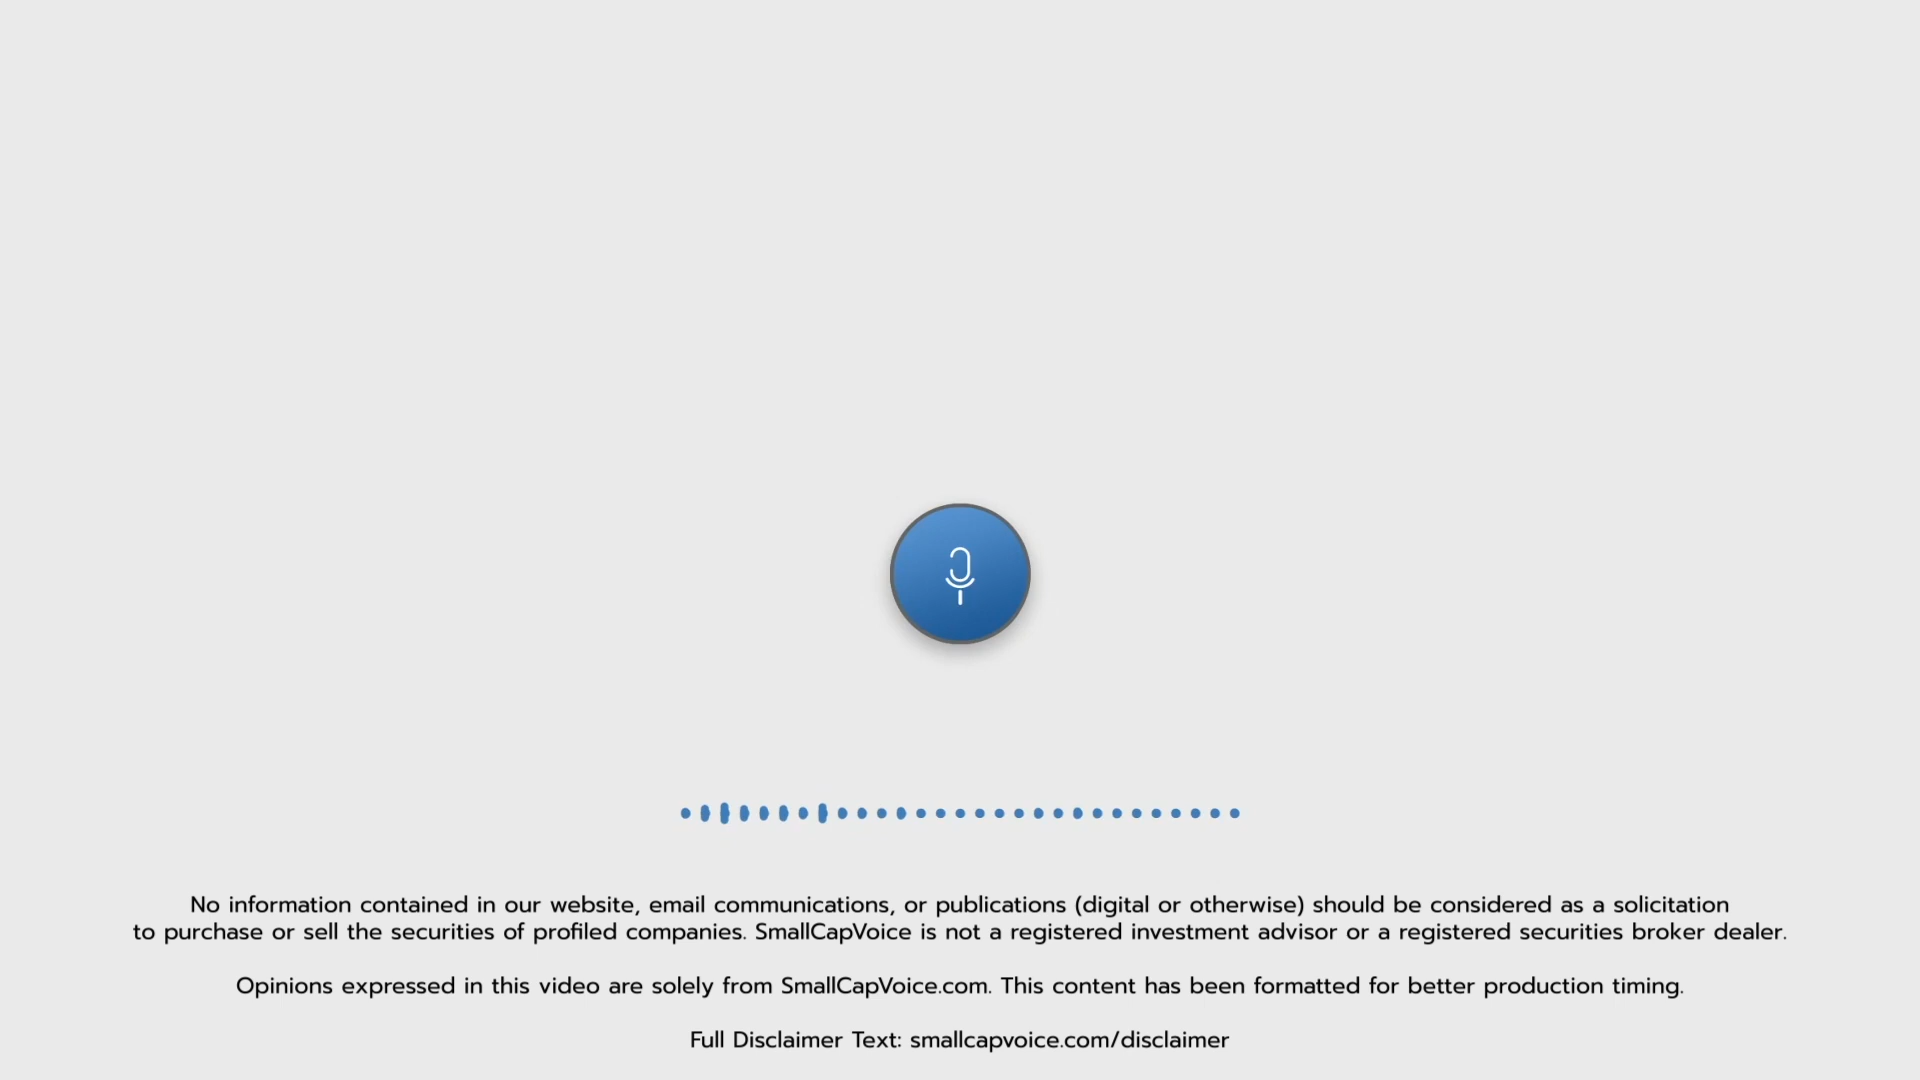 No information contained in our website, email communications, or publications (digital or otherwise) should be considered as a solicitation
to purchase or sell the securities of profiled companies. SmallCapVoice is not a registered investment advisor or a registered securities broker dealer.
Opinions expressed in this video are solely from SmallCapVoice.com. This content has been formatted for better production timing.
Full Disclaimer Text: smallcapvoice.com/disclaimer